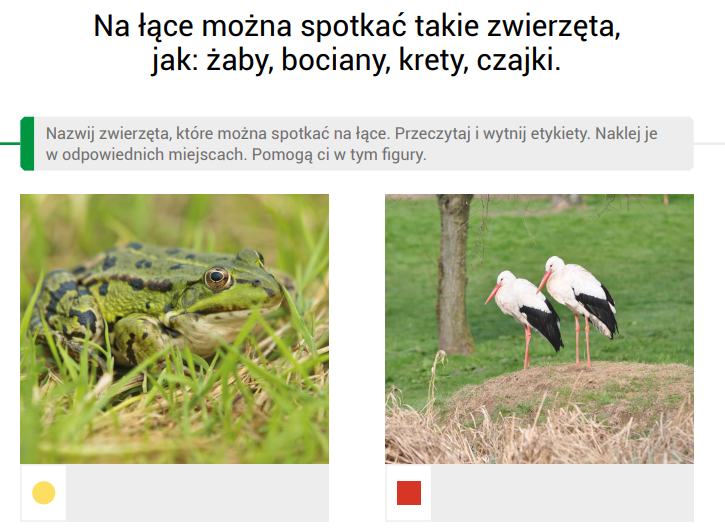 Na łące można spotkać takie zwierzęta,
jak: żaby, bociany, krety, czajki.
Nazwij zwierzęta, które można spotkać na łące. Przeczytaj i wytnij etykiety. Naklej je
w odpowiednich miejscach. Pomogą ci w tym figury.